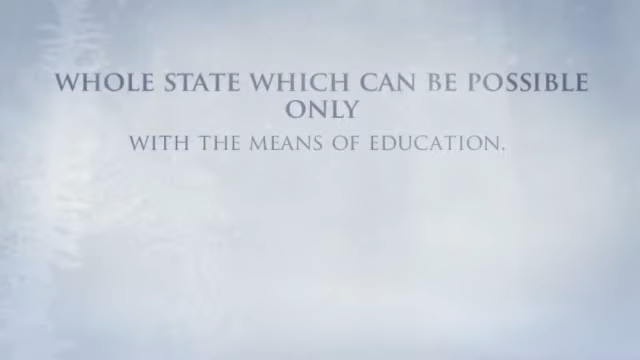 WHOLE STATE WHICH CAN BE POSSIBLE
ONLY
WITH THE MEANS OF EDUCATION.